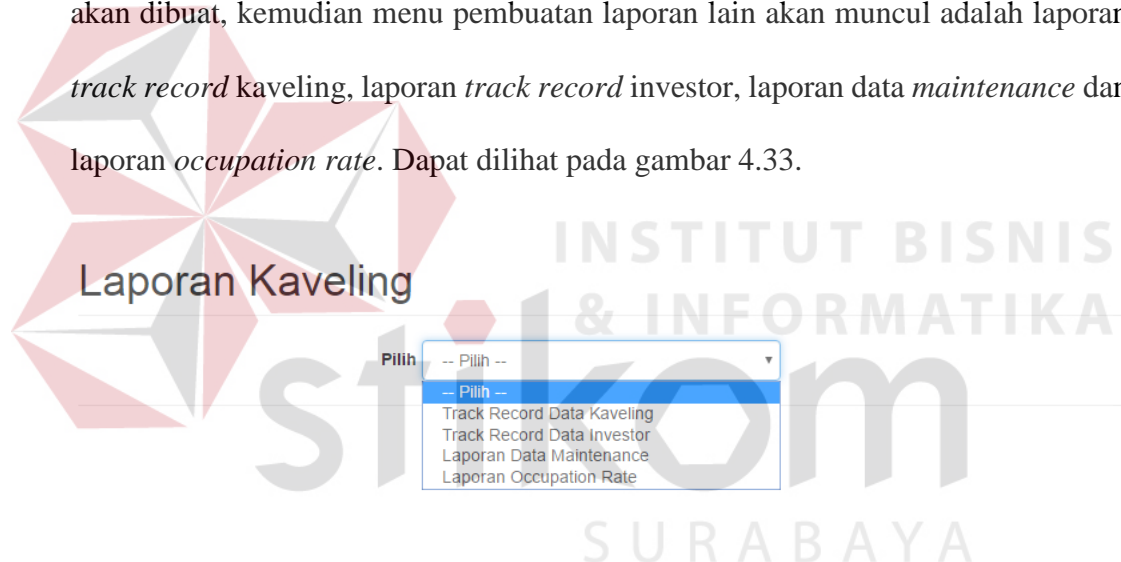 akan dibuat, kemudian menu pembuatan laporan lain akan muncul adalah laporan
track record kaveling, laporan track record investor, laporan data maintenance dan
laporan occupation rate. Dapat dilihat pada gambar 4.33.
INSTITUT BISNIS
& INFORMATIKA
Laporan Kaveling
stikom
Pilih -- Pilih --
-- Pilih --
Track Record Data Kaveling
Track Record Data Investor
Laporan Data Maintenance
Laporan Occupation Rate
SURABAYA